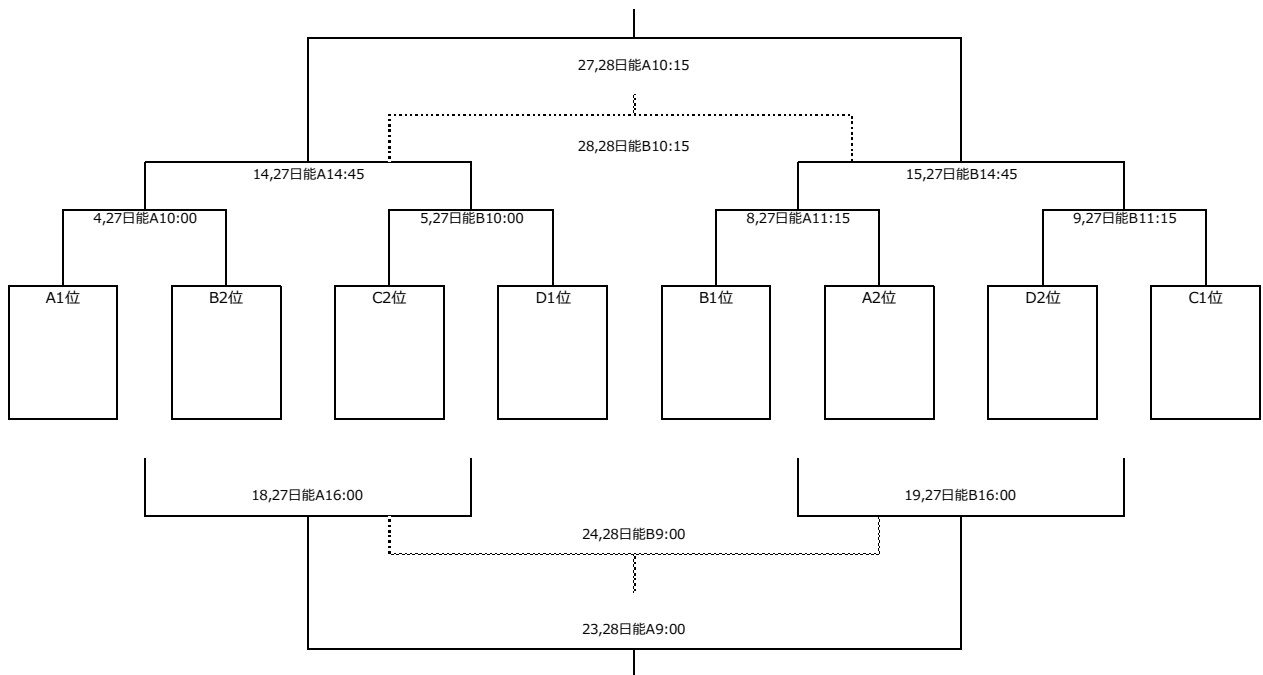 27,28日能A10:15
28,28日能B10:15
14,27日能A14:45
15,27日能B14:45
4,27日能A10:00
5,27日能B10:00
8,27日能A11:15
9,27日能B11:15
A1位
B2位
C2位
D1位
B1位
A2位
D2位
C1位
18,27日能A16:00
19,27日能B16:00
24,28日能B9:00
23,28日能A9:00